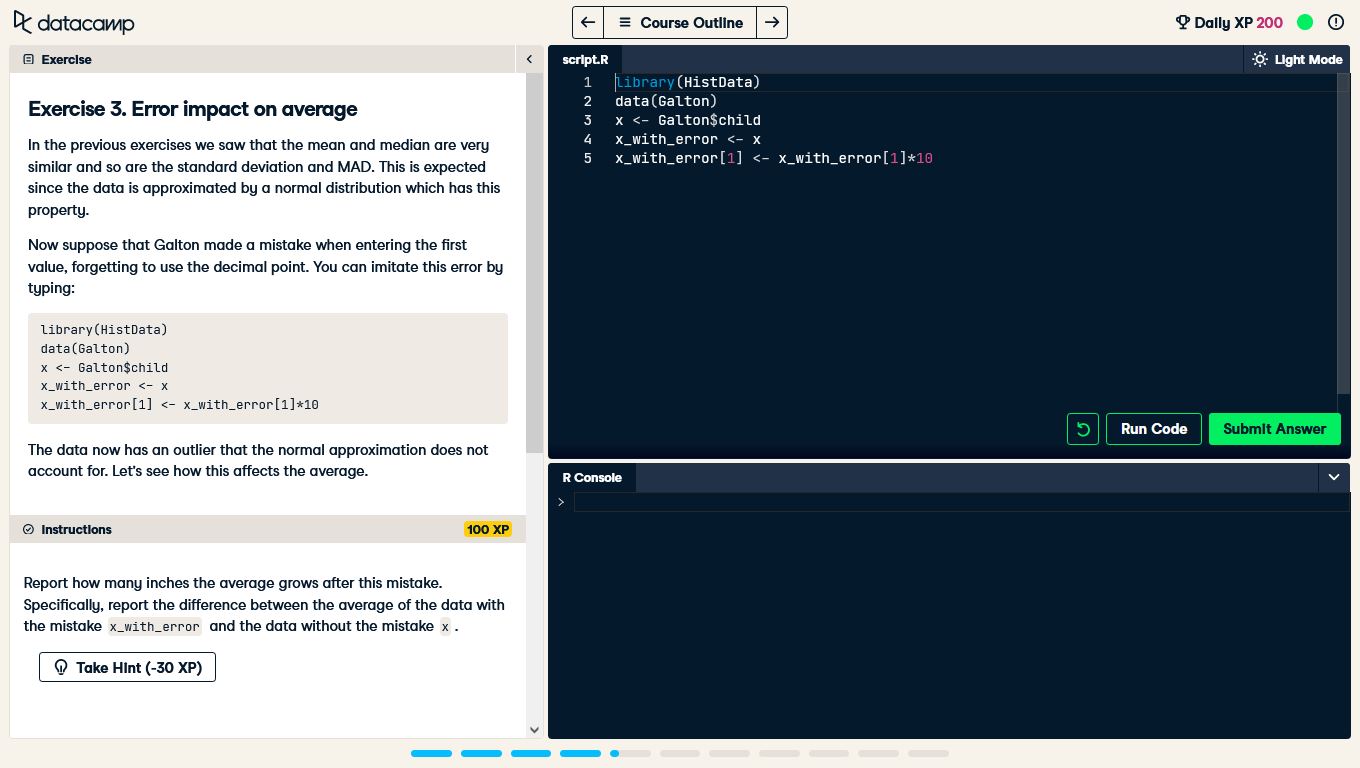 datacamp
Course Outline
Daily XP 200
Exercise
Exercise 3. Error impact on average
In the previous exercises we saw that the mean and median are very
similar and so are the standard deviation and MAD. This is expected
since the data is approximated by a normal distribution which has this
property.
Now suppose that Galton made a mistake when entering the first
value, forgetting to use the decimal point. You can imitate this error by
typing:
library(HistData)
data(Galton)
x <- Galton$child
x_with_error <- x
x_with_error[1] <- x_with_error[1]*10
The data now has an outlier that the normal approximation does not
account for. Let's see how this affects the average.
Instructions
100 XP
Report how many inches the average grows after this mistake.
Specifically, report the difference between the average of the data with
the mistake x_with_error and the data without the mistake x .
Take Hint (-30 XP)
script.R
Light Mode
1 library(HistData)
2 data(Galton)
3 x <- Galton$child
4 x_with_error <- x
5 x_with_error[1] <- x_with_error[1]*10
Run Code
Submit Answer
R Console
>